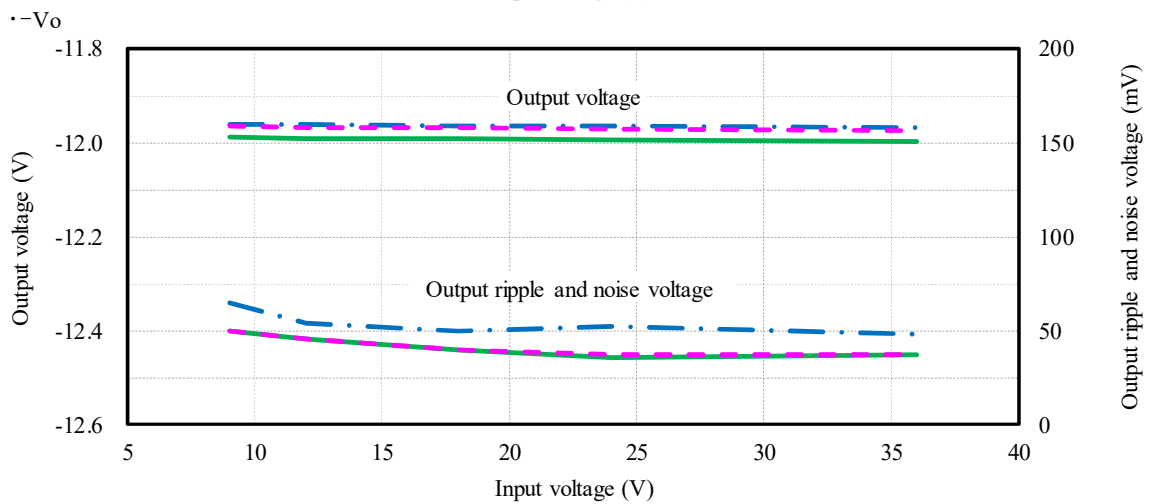 ·−Vo
-11.8
-12.0
-12.2
-12.4
-12.6
Output voltage (V)
Output voltage
Output ripple and noise voltage
200
150
100
50
0
Output ripple and noise voltage (mV)
5 10 15 20 25 30 35 40
Input voltage (V)